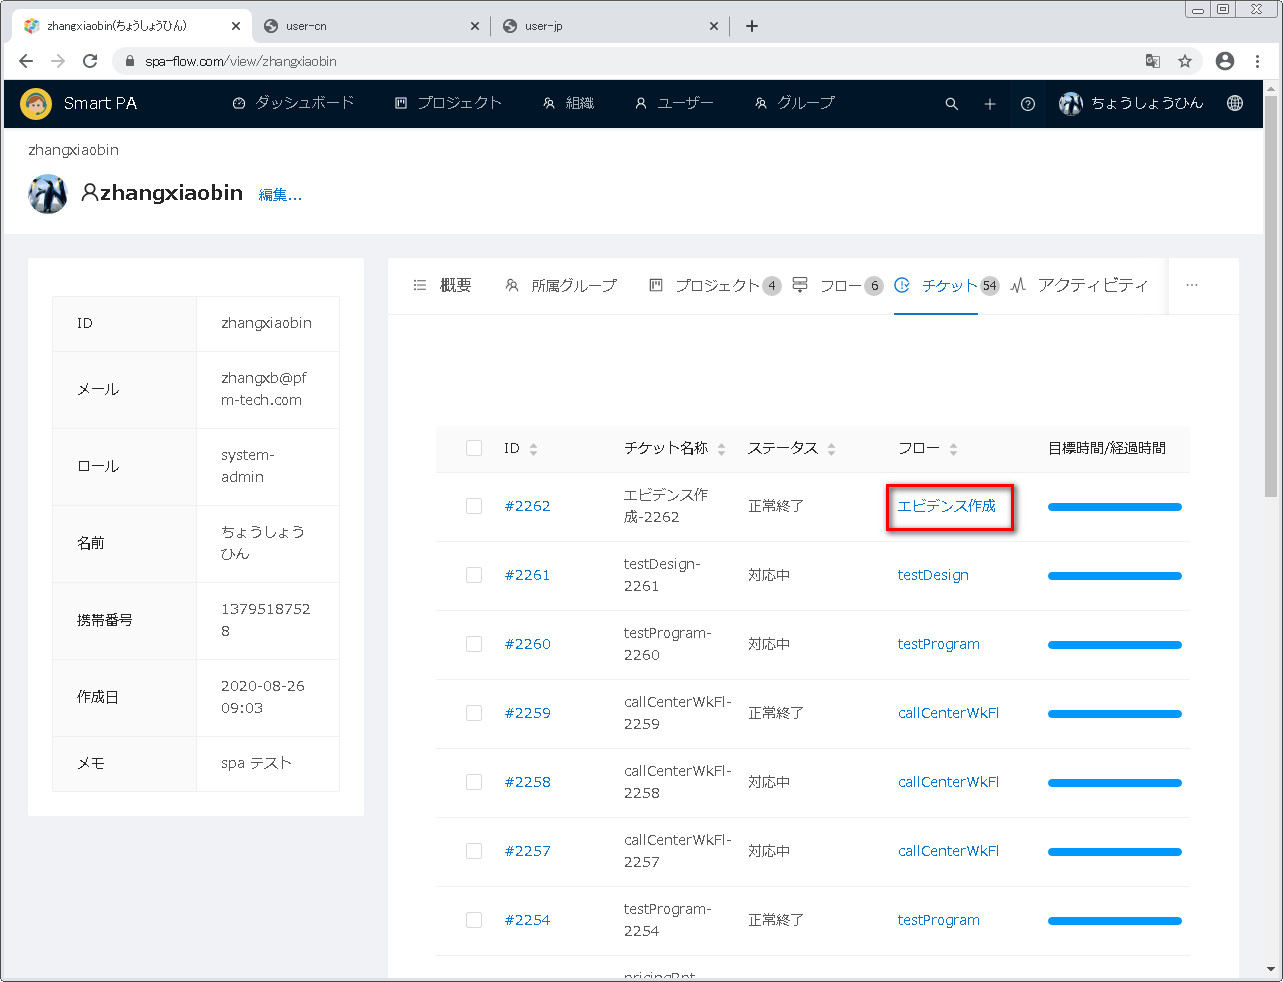 zhangxiaobin(ちょうしょうひん)
user-cn
user-jp
spa-flow.com/view/zhangxiaobin
Smart PA
ダッシュボード
プロジェクト
組織
ユーザー
グループ
ちょうしょうひん
zhangxiaobin
zhangxiaobin 編集...
ID zhangxiaobin
メール zhangxb@pf
m-tech.com
ロール system-
admin
名前 ちょうしょう
ひん
携帯番号 1379518752
8
作成日 2020-08-26
09:03
メモ spa テスト
概要
所属グループ
プロジェクト 4
フロー 6
チケット 54
アクティビティ
ID チケット名称 ステータス フロー 目標時間/経過時間
#2262 エビデンス作
成-2262 正常終了 エビデンス作成
#2261 testDesign-
2261 対応中 testDesign
#2260 testProgram-
2260 対応中 testProgram
#2259 callCenterWkFl-
2259 正常終了 callCenterWkFl
#2258 callCenterWkFl-
2258 対応中 callCenterWkFl
#2257 callCenterWkFl-
2257 対応中 callCenterWkFl
#2254 testProgram-
2254 正常終了 testProgram